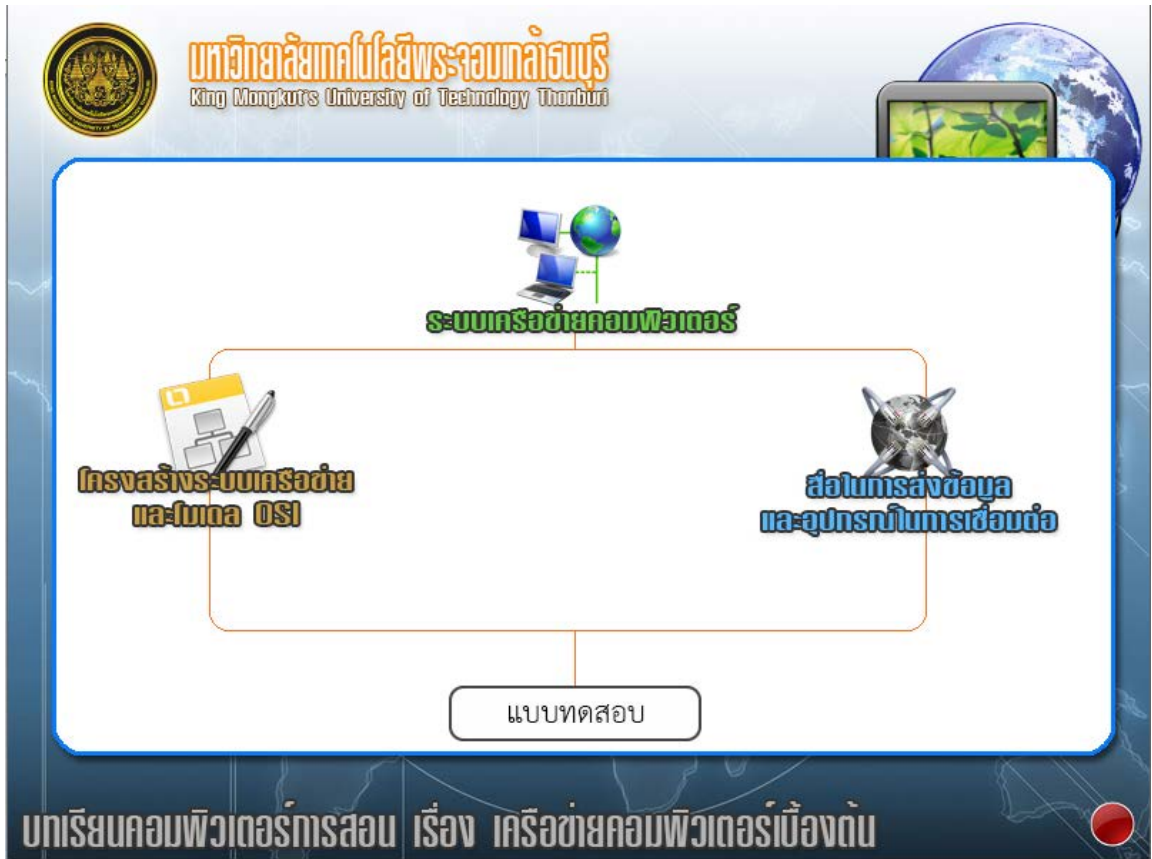 มหาวิทยาลัยเทคโนโลยีพระจอมเกล้าธนบุรี
King Mongkut's University of Technology Thonburi
ระบบเครือข่ายคอมพิวเตอร์
โครงสร้างระบบเครือข่าย
และโมเดล OSI
สื่อในการส่งข้อมูล
และอุปกรณ์ในการเชื่อมต่อ
แบบทดสอบ
บทเรียนคอมพิวเตอร์การสอน เรื่อง เครือข่ายคอมพิวเตอร์เบื้องต้น